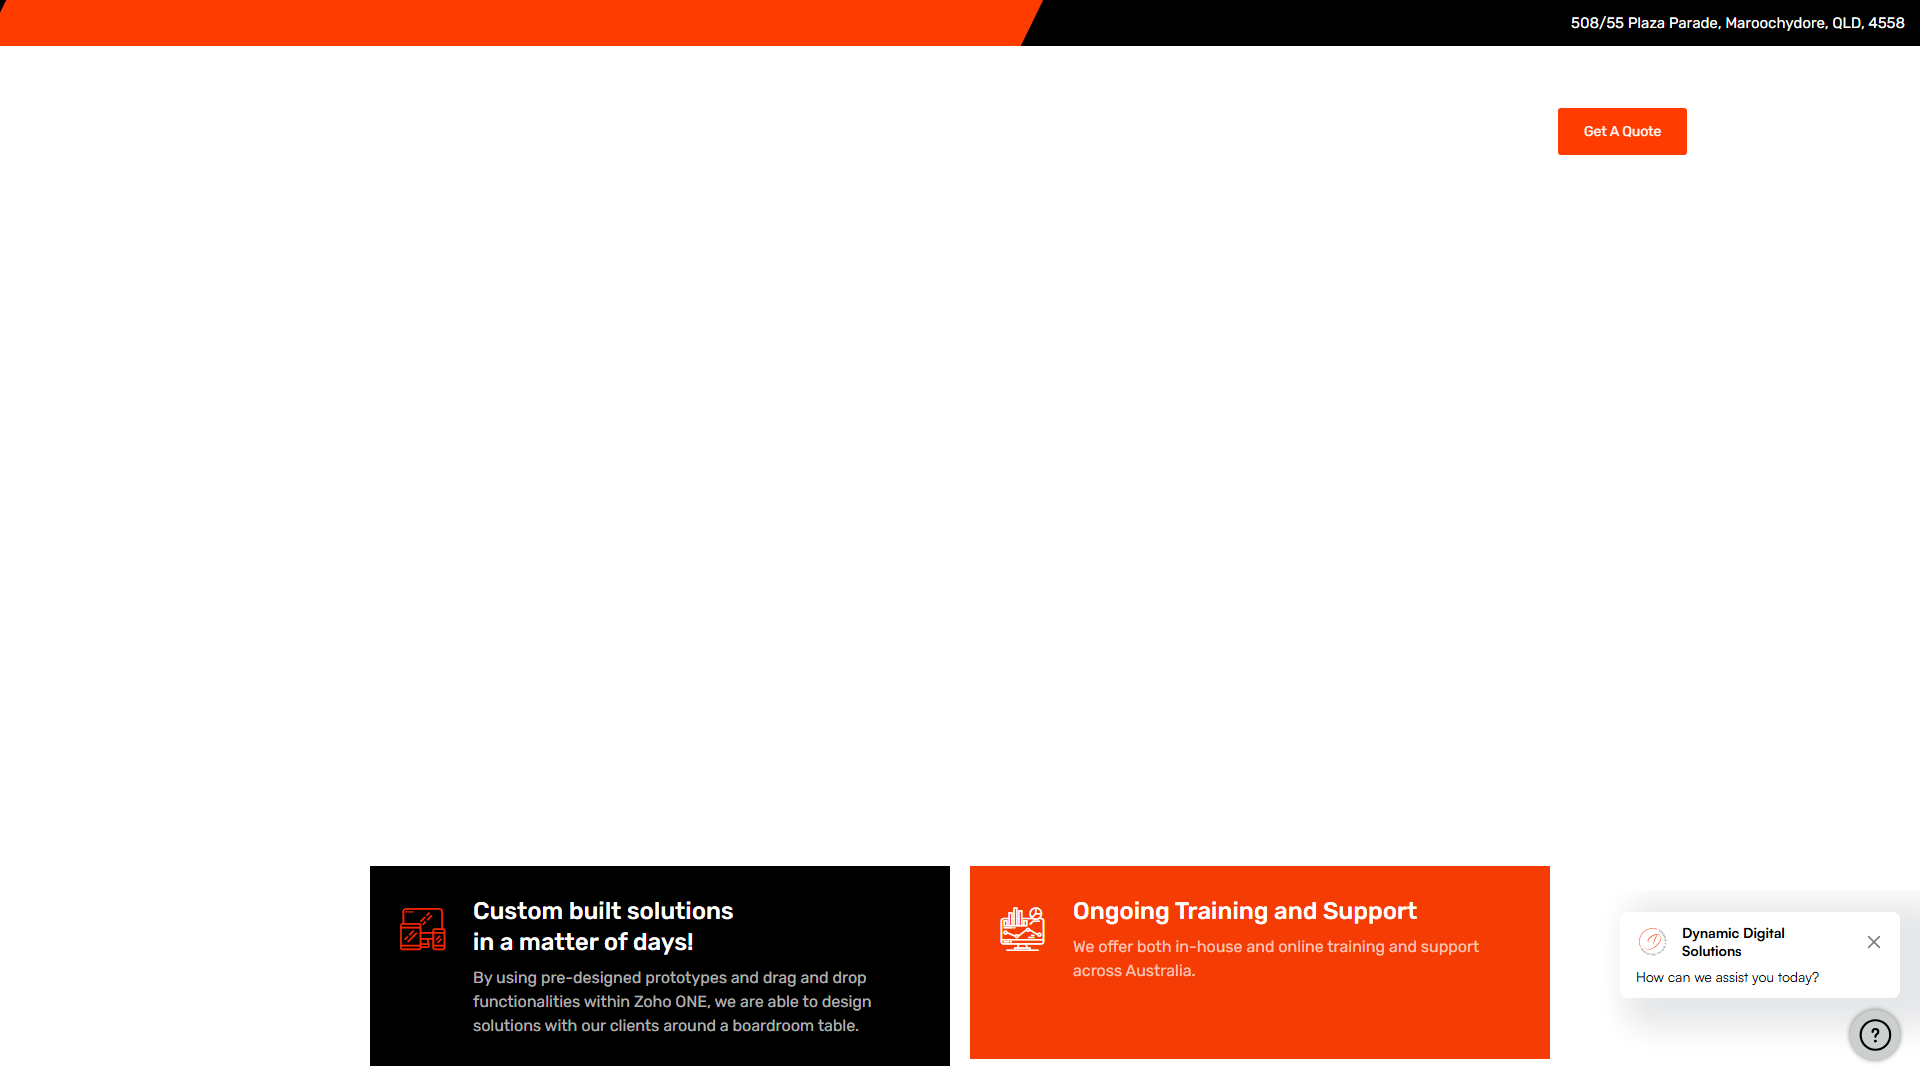 508/55 Plaza Parade, Maroochydore, QLD, 4558
Get A Quote
Custom built solutions
in a matter of days!
By using pre-designed prototypes and drag and drop
functionalities within Zoho ONE, we are able to design
solutions with our clients around a boardroom table.
Ongoing Training and Support
We offer both in-house and online training and support
across Australia.
Dynamic Digital
Solutions
How can we assist you today?
?